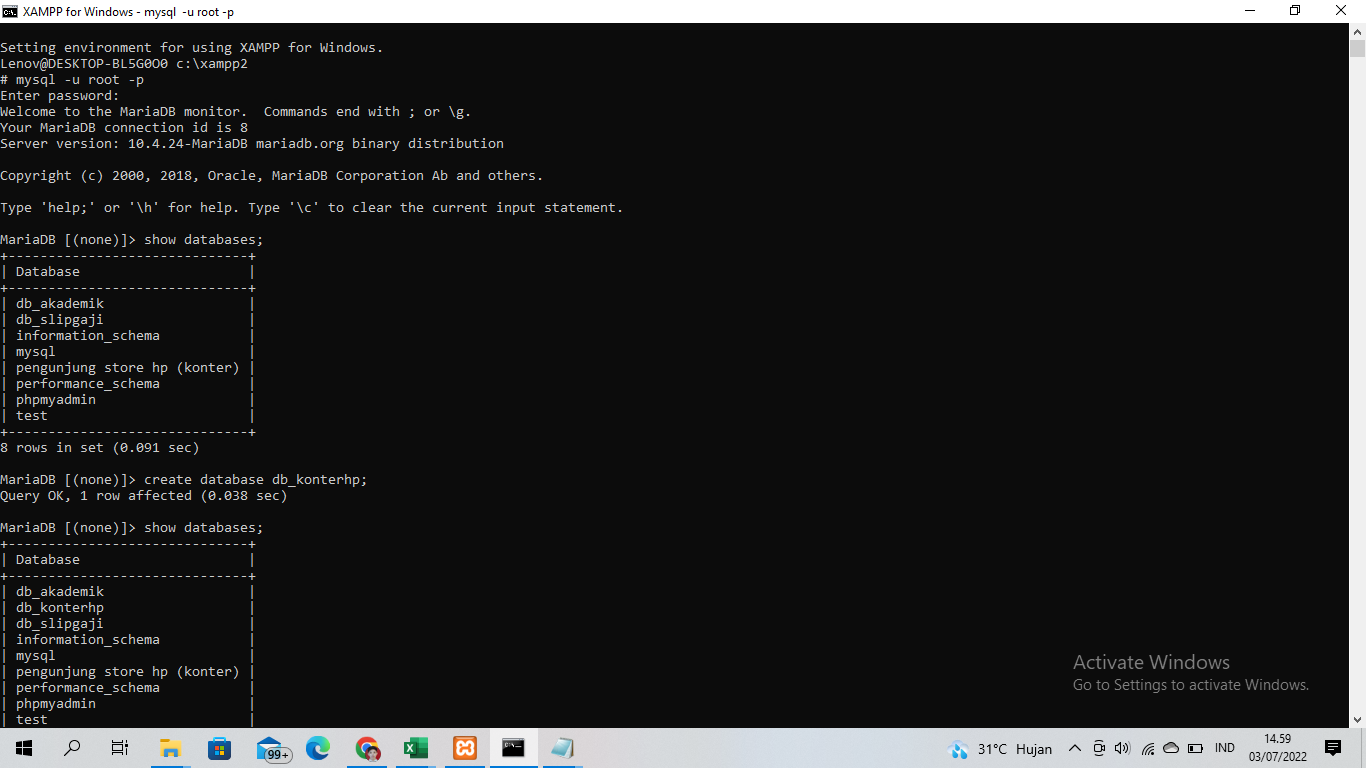 XAMPP for Windows - mysql  -u root -p
Setting environment for using XAMPP for Windows.
Lenov@DESKTOP-BL5G0O0 c:\xampp2
# mysql -u root -p
Enter password:
Welcome to the MariaDB monitor.  Commands end with ; or \g.
Your MariaDB connection id is 8
Server version: 10.4.24-MariaDB mariadb.org binary distribution
Copyright (c) 2000, 2018, Oracle, MariaDB Corporation Ab and others.
Type 'help;' or '\h' for help. Type '\c' to clear the current input statement.
MariaDB [(none)]> show databases;
+------------------------------+
| Database                     |
+------------------------------+
| db_akademik                  |
| db_slipgaji                  |
| information_schema           |
| mysql                        |
| pengunjung store hp (konter) |
| performance_schema           |
| phpmyadmin                   |
| test                         |
+------------------------------+
8 rows in set (0.091 sec)
MariaDB [(none)]> create database db_konterhp;
Query OK, 1 row affected (0.038 sec)
MariaDB [(none)]> show databases;
+------------------------------+
| Database                     |
+------------------------------+
| db_akademik                  |
| db_konterhp                  |
| db_slipgaji                  |
| information_schema           |
| mysql                        |
| pengunjung store hp (konter) |
| performance_schema           |
| phpmyadmin                   |
| test                         |
Activate Windows
Go to Settings to activate Windows.
99+
31°C Hujan
IND
14.59
03/07/2022